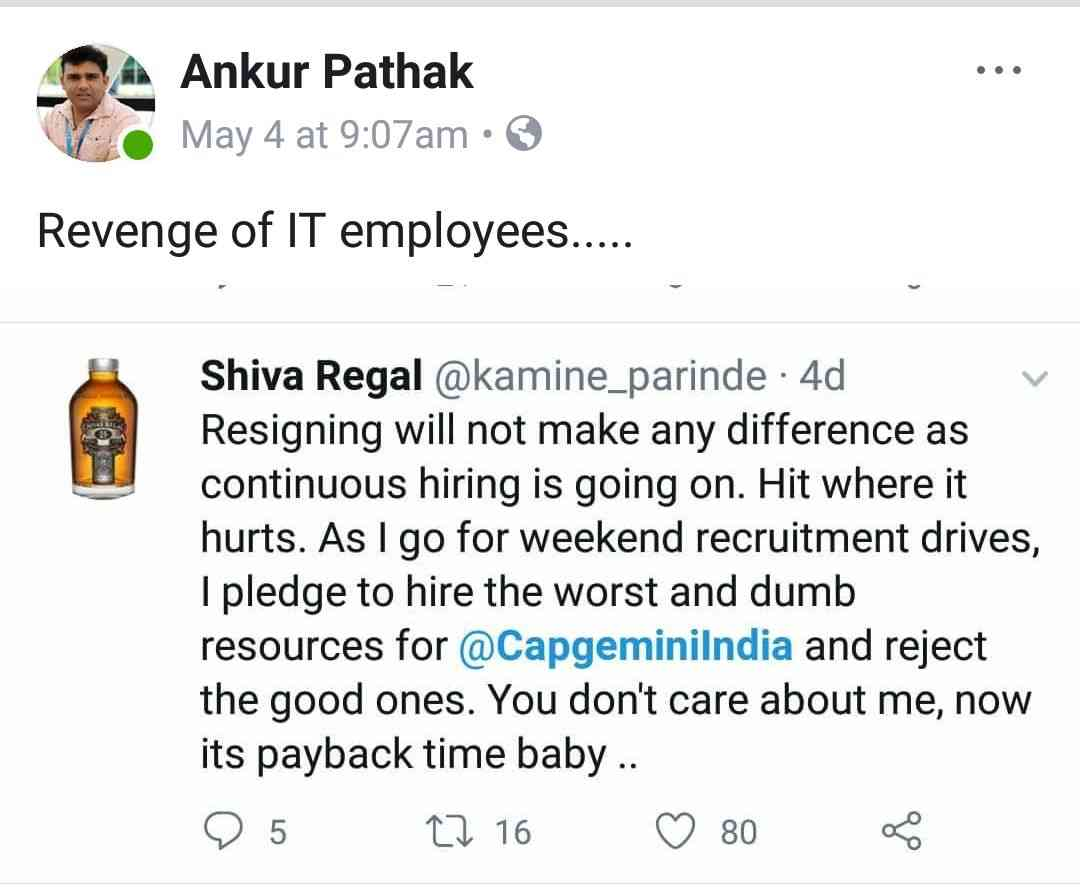 Ankur Pathak
May 4 at 9:07am ·
Revenge of IT employees.....
Shiva Regal @kamine_parinde · 4d
Resigning will not make any difference as
continuous hiring is going on. Hit where it
hurts. As I go for weekend recruitment drives,
I pledge to hire the worst and dumb
resources for @CapgeminiIndia and reject
the good ones. You don't care about me, now
its payback time baby ..
5 16 80